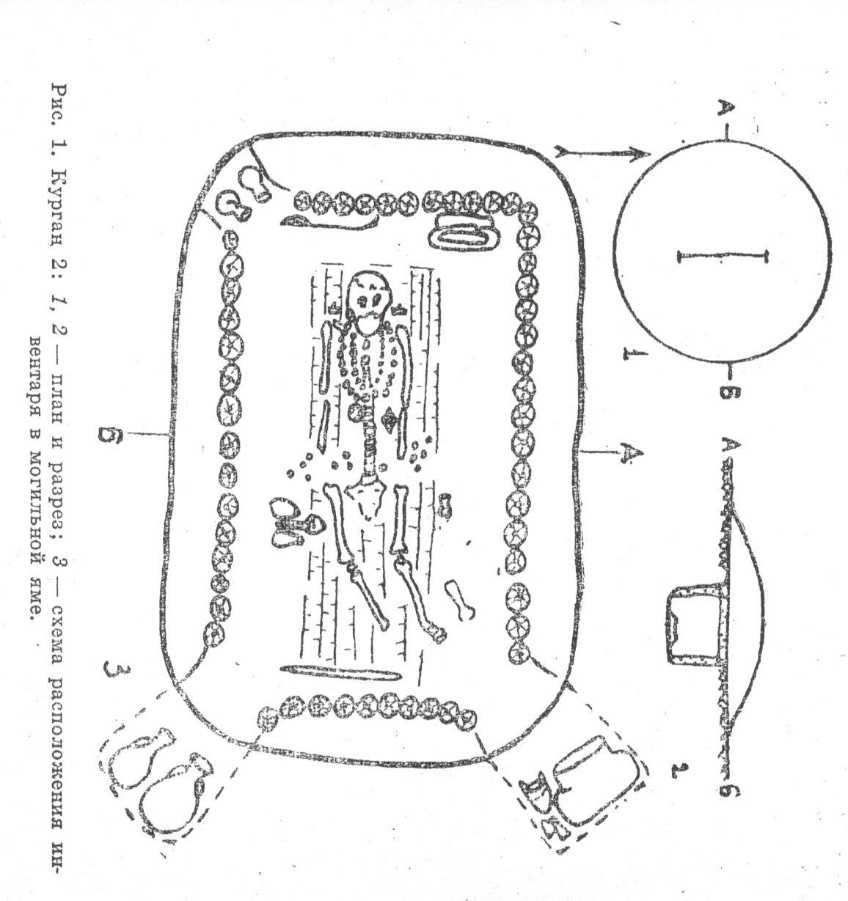 А
Б
1
А
Б
2
А
Б
3
Рис. 1. Курган 2: 1, 2 — план и разрез; 3 — схема расположения ин-
вентаря в могильной яме.